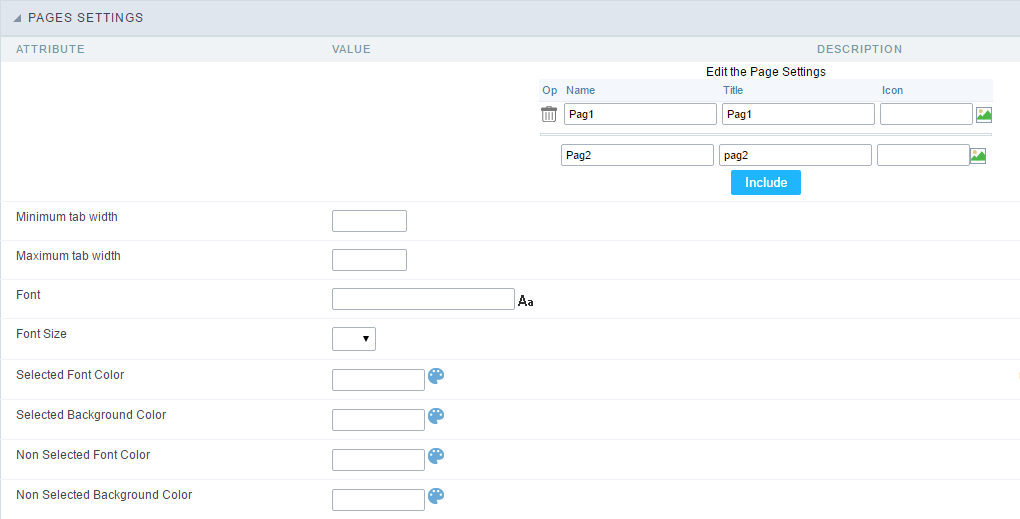 PAGES SETTINGS
ATTRIBUTE VALUE DESCRIPTION
Edit the Page Settings
Op Name Title Icon
Pag1 Pag1
Pag2 pag2
Include
Minimum tab width
Maximum tab width
Font Aa
Font Size
Selected Font Color
Selected Background Color
Non Selected Font Color
Non Selected Background Color